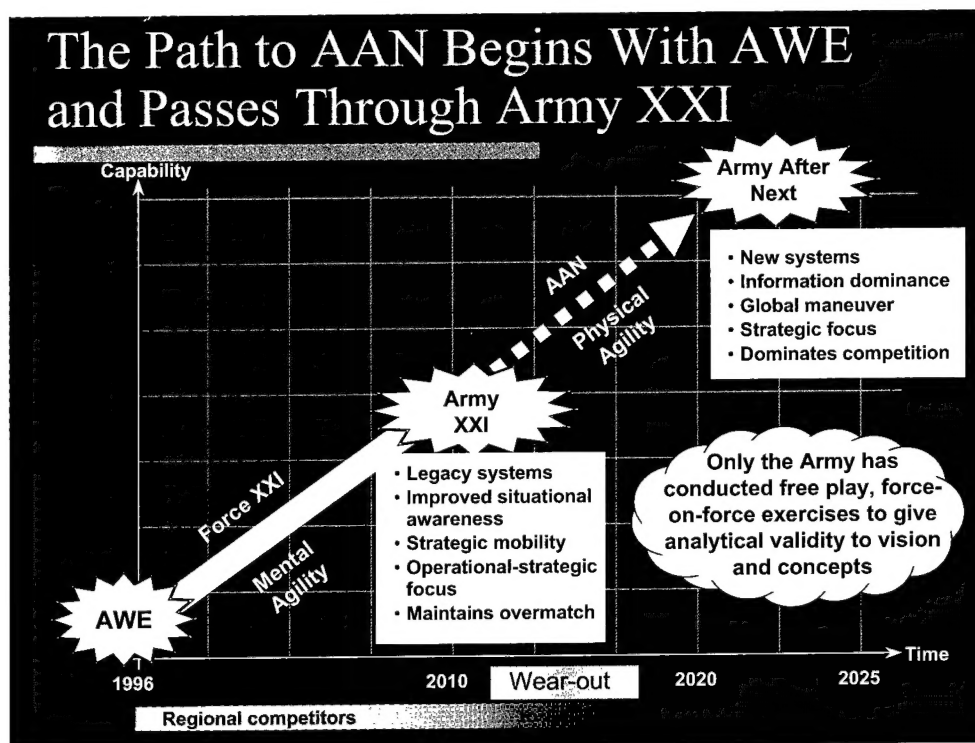 The Path to AAN Begins With AWE
and Passes Through Army XXI
Capability
Army After
Next
AAN
Physical
Agility
• New systems
• Information dominance
• Global maneuver
• Strategic focus
• Dominates competition
Army
XXI
Force XXI
Mental
Agility
• Legacy systems
• Improved situational
awareness
• Strategic mobility
• Operational-strategic
focus
• Maintains overmatch
Only the Army has
conducted free play, force-
on-force exercises to give
analytical validity to vision
and concepts
AWE
Time
1996
2010
Wear-out
2020
2025
Regional competitors